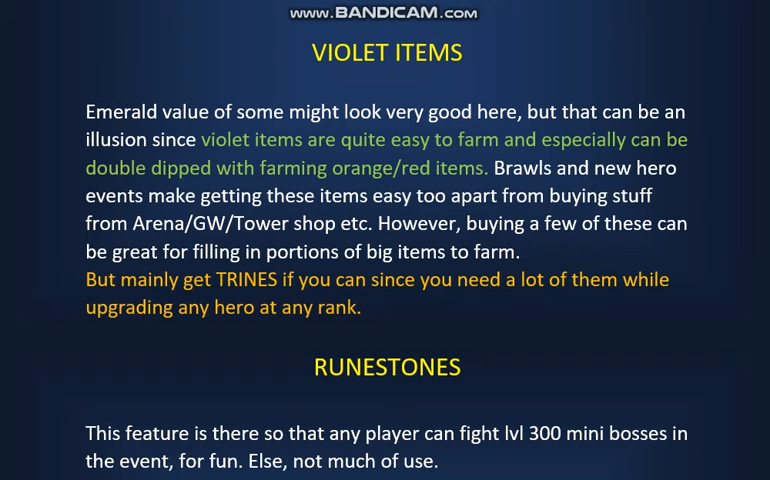 www.BANDICAM.com
VIOLET ITEMS
Emerald value of some might look very good here, but that can be an
illusion since violet items are quite easy to farm and especially can be
double dipped with farming orange/red items. Brawls and new hero
events make getting these items easy too apart from buying stuff
from Arena/GW/Tower shop etc. However, buying a few of these can
be great for filling in portions of big items to farm.
But mainly get TRINES if you can since you need a lot of them while
upgrading any hero at any rank.
RUNESTONES
This feature is there so that any player can fight lvl 300 mini bosses in
the event, for fun. Else, not much of use.